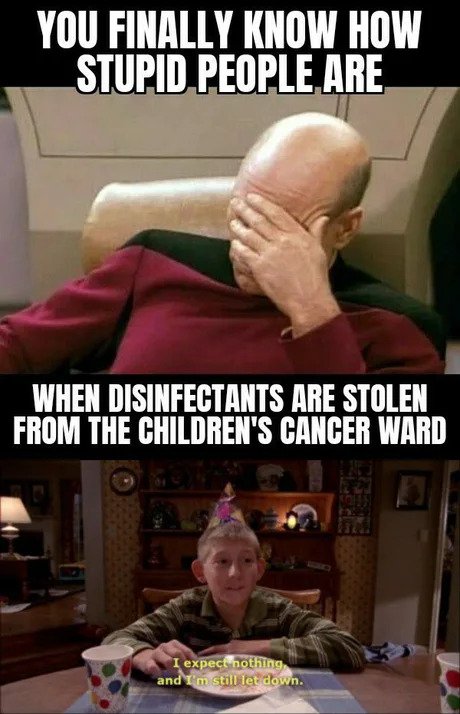 YOU FINALLY KNOW HOW
STUPID PEOPLE ARE
WHEN DISINFECTANTS ARE STOLEN
FROM THE CHILDREN'S CANCER WARD
I expect nothing,
and I'm still let down.